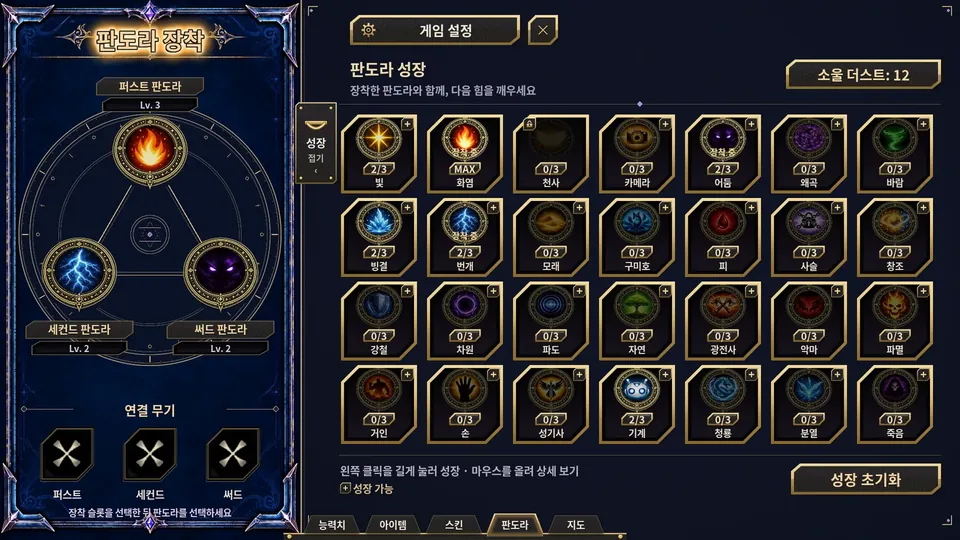 판도라 장착
퍼스트 판도라
Lv. 3
세컨드 판도라
Lv. 2
써드 판도라
Lv. 2
연결 무기
퍼스트
세컨드
써드
장착 슬롯을 선택한 뒤 판도라를 선택하세요
성장
접기
게임 설정
판도라 성장
장착한 판도라와 함께, 다음 힘을 깨우세요
소울 더스트: 12
2/3
빛
장착 중
MAX
화염
0/3
천사
0/3
카메라
장착 중
2/3
어둠
0/3
왜곡
0/3
바람
2/3
빙결
장착 중
2/3
번개
0/3
모래
0/3
구미호
0/3
피
0/3
사슬
0/3
창조
0/3
강철
0/3
차원
0/3
파도
0/3
자연
0/3
광전사
0/3
악마
0/3
파멸
0/3
거인
0/3
손
0/3
성기사
2/3
기계
0/3
청룡
0/3
분열
0/3
죽음
왼쪽 클릭을 길게 눌러 성장 · 마우스를 올려 상세 보기
성장 가능
성장 초기화
능력치
아이템
스킨
판도라
지도